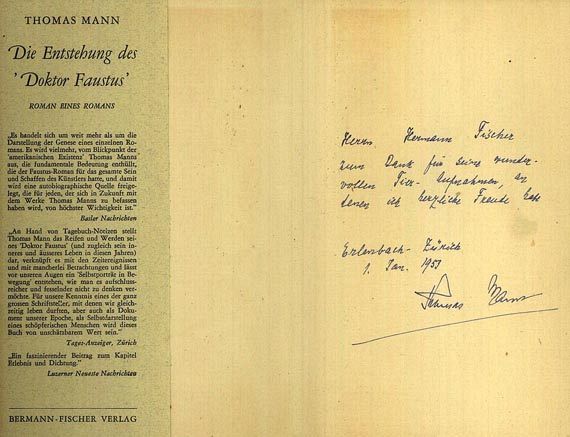 THOMAS MANN
Die Entstehung des
'Doktor Faustus'
ROMAN EINES ROMANS
„Es handelt sich um weit mehr als um die
Darstellung der Genese eines einzelnen Ro-
mans. Es wird vielmehr, vom Blickpunkt der
'amerikanischen Existenz' Thomas Manns
aus, die fundamentale Bedeutung enthüllt,
die der Faustus-Roman für das gesamte Sein
und Schaffen des Künstlers hatte, und damit
wird eine autobiographische Quelle freige-
legt, die für jeden, der sich in Zukunft mit
dem Werke Thomas Manns zu befassen
haben wird, von höchster Wichtigkeit ist.“
Basler Nachrichten
„An Hand von Tagebuch-Notizen stellt
Thomas Mann das Reifen und Werden sei-
nes 'Doktor Faustus' (und zugleich sein in-
neres und äusseres Leben in diesen Jahren)
dar, verknüpft es mit den Zeitereignissen
und mit mancherlei Betrachtungen und lässt
vor unseren Augen ein 'Selbstporträt in Be-
wegung' entstehen, wie man es aufschluss-
reicher und fesselnder nicht zu denken ver-
möchte. Für unsere Kenntnis eines der ganz
grossen Schriftsteller, mit denen wir gleich-
zeitig leben durften, aber auch als Dokument
unserer Epoche, als Selbstdarstellung
eines schöpferischen Menschen wird dieses
Buch von unschätzbarem Wert sein.“
Tages-Anzeiger, Zürich
„Ein faszinierender Beitrag zum Kapitel
Erlebnis und Dichtung.“
Luzerner Neueste Nachrichten
BERMANN-FISCHER VERLAG
Herrn Hermann Fischer
zum Dank für seine wunder-
vollen Tier-Aufnahmen, an
denen ich herzliche Freude habe
Erlenbach-Zürich
1. Jan. 1953
Thomas Mann